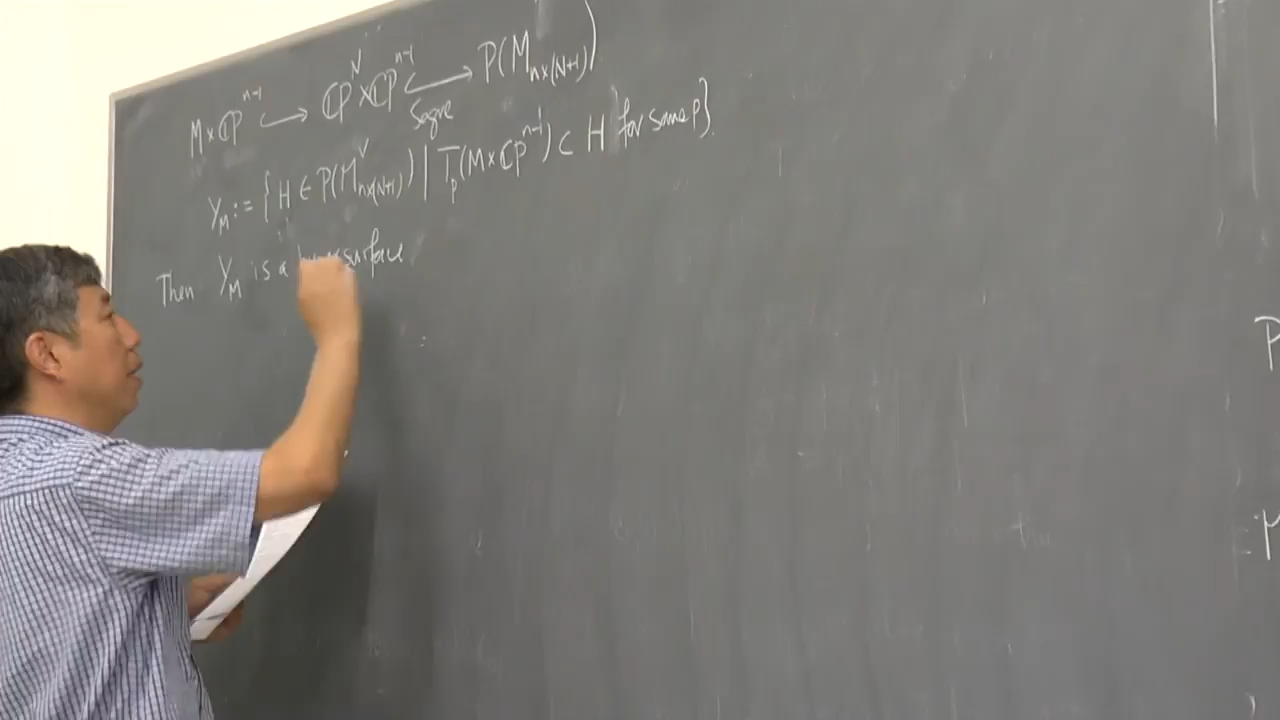 M × ℂP^{n-1} ↪ ℂP^N × ℂP^{n-1} ↪ P(M_{n×(N+1)})
Segre
Y_M := {H ∈ P(M^∨_{n×(N+1)}) | T_p(M × ℂP^{n-1}) ⊂ H for some p}.
Then Y_M is a hypersurface
P